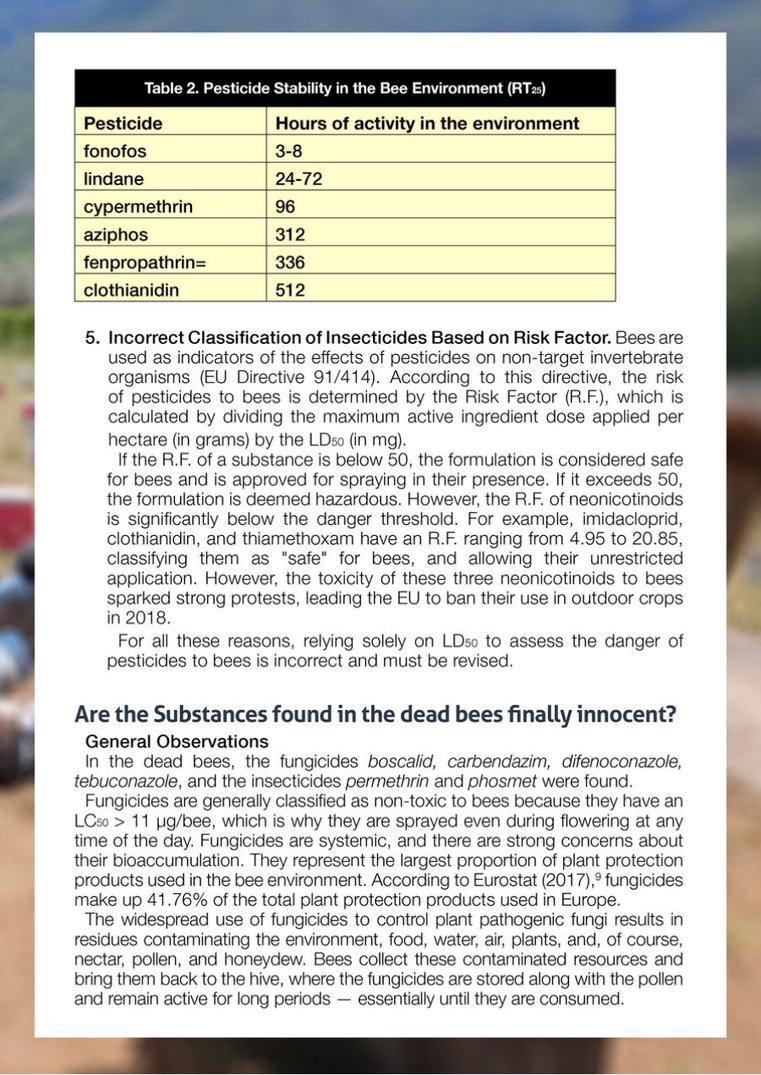 Table 2. Pesticide Stability in the Bee Environment (RT25)
Pesticide Hours of activity in the environment
fonofos 3-8
lindane 24-72
cypermethrin 96
aziphos 312
fenpropathrin= 336
clothianidin 512
5. Incorrect Classification of Insecticides Based on Risk Factor. Bees are
used as indicators of the effects of pesticides on non-target invertebrate
organisms (EU Directive 91/414). According to this directive, the risk
of pesticides to bees is determined by the Risk Factor (R.F.), which is
calculated by dividing the maximum active ingredient dose applied per
hectare (in grams) by the LD50 (in mg).
If the R.F. of a substance is below 50, the formulation is considered safe
for bees and is approved for spraying in their presence. If it exceeds 50,
the formulation is deemed hazardous. However, the R.F. of neonicotinoids
is significantly below the danger threshold. For example, imidacloprid,
clothianidin, and thiamethoxam have an R.F. ranging from 4.95 to 20.85,
classifying them as "safe" for bees, and allowing their unrestricted
application. However, the toxicity of these three neonicotinoids to bees
sparked strong protests, leading the EU to ban their use in outdoor crops
in 2018.
For all these reasons, relying solely on LD50 to assess the danger of
pesticides to bees is incorrect and must be revised.
Are the Substances found in the dead bees finally innocent?
General Observations
In the dead bees, the fungicides boscalid, carbendazim, difenoconazole,
tebuconazole, and the insecticides permethrin and phosmet were found.
Fungicides are generally classified as non-toxic to bees because they have an
LC50 > 11 μg/bee, which is why they are sprayed even during flowering at any
time of the day. Fungicides are systemic, and there are strong concerns about
their bioaccumulation. They represent the largest proportion of plant protection
products used in the bee environment. According to Eurostat (2017),⁹ fungicides
make up 41.76% of the total plant protection products used in Europe.
The widespread use of fungicides to control plant pathogenic fungi results in
residues contaminating the environment, food, water, air, plants, and, of course,
nectar, pollen, and honeydew. Bees collect these contaminated resources and
bring them back to the hive, where the fungicides are stored along with the pollen
and remain active for long periods — essentially until they are consumed.